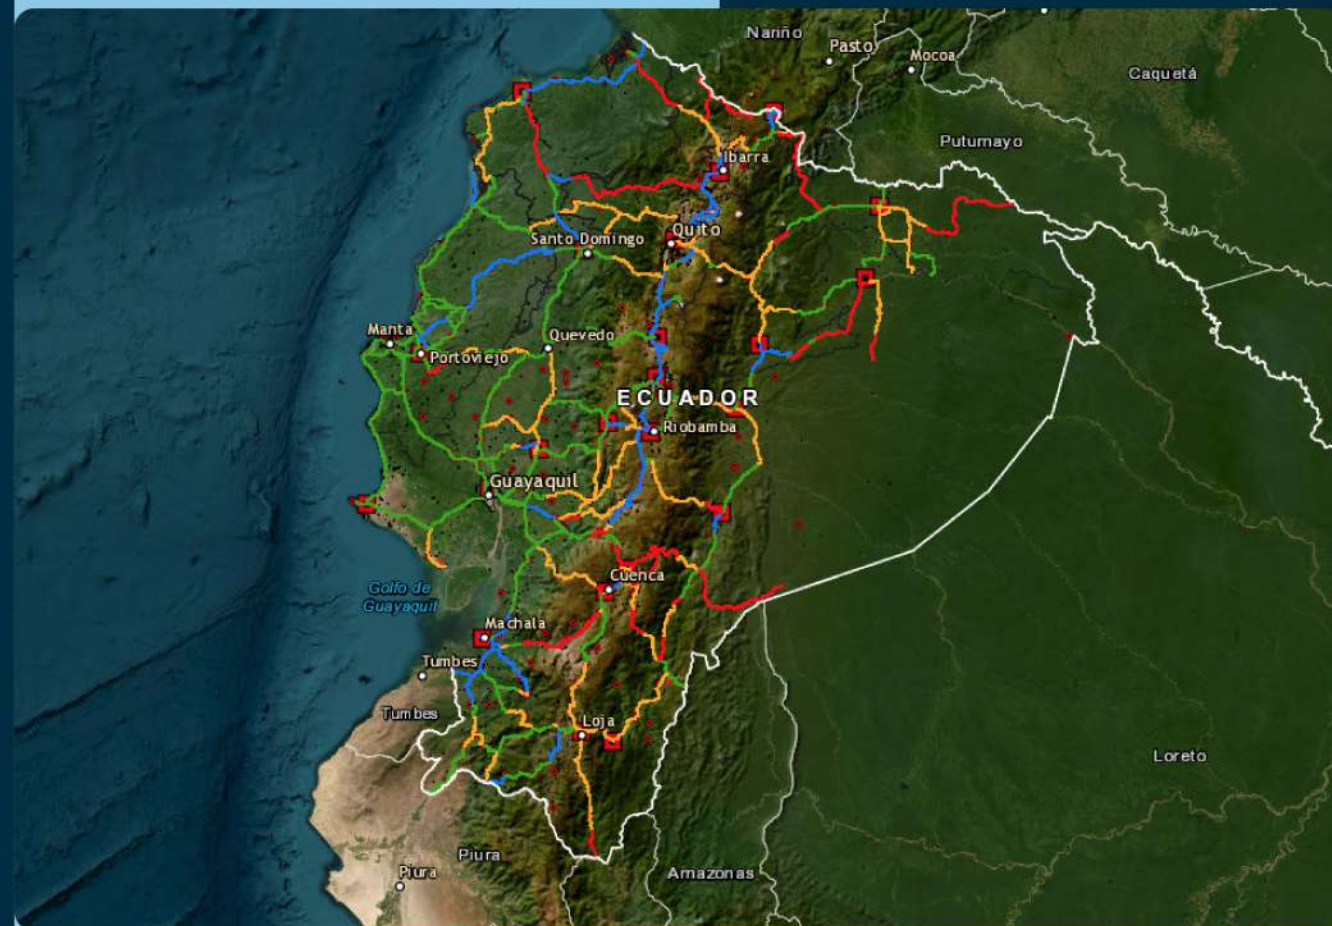 Nariño
Pasto
Mocoa
Caquetá
Putumayo
Ibarra
Quito
Santo Domingo
Manta
Portoviejo
Quevedo
ECUADOR
Riobamba
Guayaquil
Golfo de
Guayaquil
Cuenca
Machala
Tumbes
Tumbes
Loja
Loreto
Piura
Piura
Amazonas